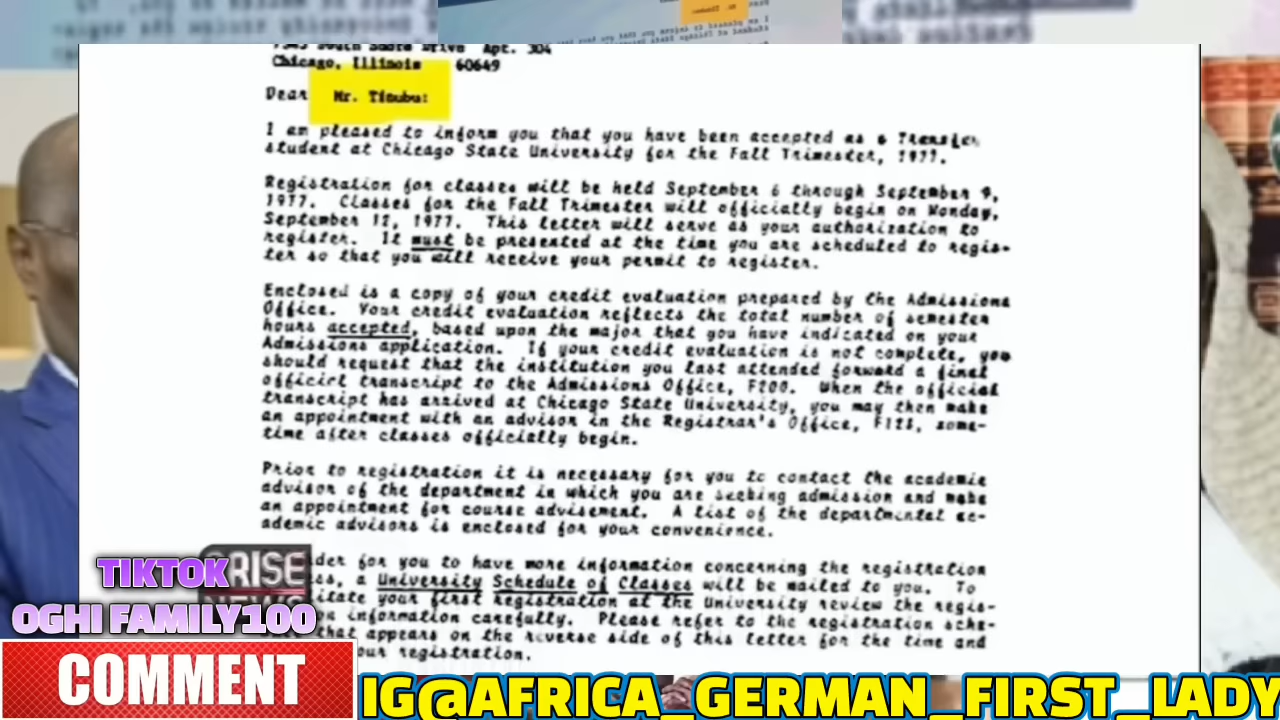 Apt. 304
Chicago, Illinois 60649
Dear Mr. Tinubu:
I am pleased to inform you that you have been accepted as a Transfer
student at Chicago State University for the Fall Trimester, 1977.
Registration for classes will be held September 6 through September 9,
1977. Classes for the Fall Trimester will officially begin on Monday,
September 12, 1977. This letter will serve as your authorization to
register. It must be presented at the time you are scheduled to regis-
ter so that you will receive your permit to register.
Enclosed is a copy of your credit evaluation prepared by the Admissions
Office. Your credit evaluation reflects the total number of semester
hours accepted, based upon the major that you have indicated on your
Admissions application. If your credit evaluation is not complete, you
should request that the institution you last attended forward a final
official transcript to the Admissions Office, F200. When the official
transcript has arrived at Chicago State University, you may then make
an appointment with an advisor in the Registrar's Office, some-
time after classes officially begin.
Prior to registration it is necessary for you to contact the academic
advisor of the department in which you are seeking admission and make
an appointment for course advisement. A list of the departmental ac-
ademic advisors is enclosed for your convenience.
der for you to have more information concerning the registration
ss, a University Schedule of Classes will be mailed to you. To
itate your first registration at the University review the regis-
n information carefully. Please refer to the registration sche-
that appears on the reverse side of this letter for the time and
our registration.
ARISE
TIKTOK
OGHI FAMILY100
COMMENT
IG@AFRICA_GERMAN_FIRST_LADY